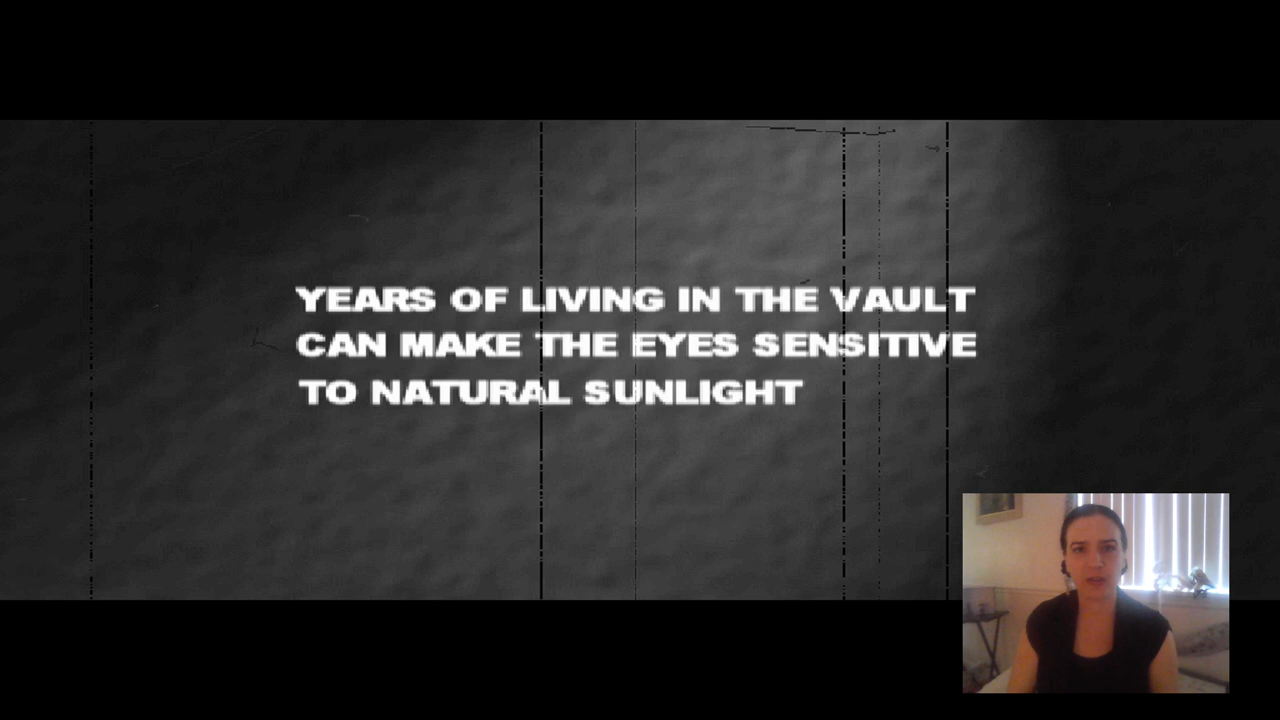 YEARS OF LIVING IN THE VAULT
CAN MAKE THE EYES SENSITIVE
TO NATURAL SUNLIGHT